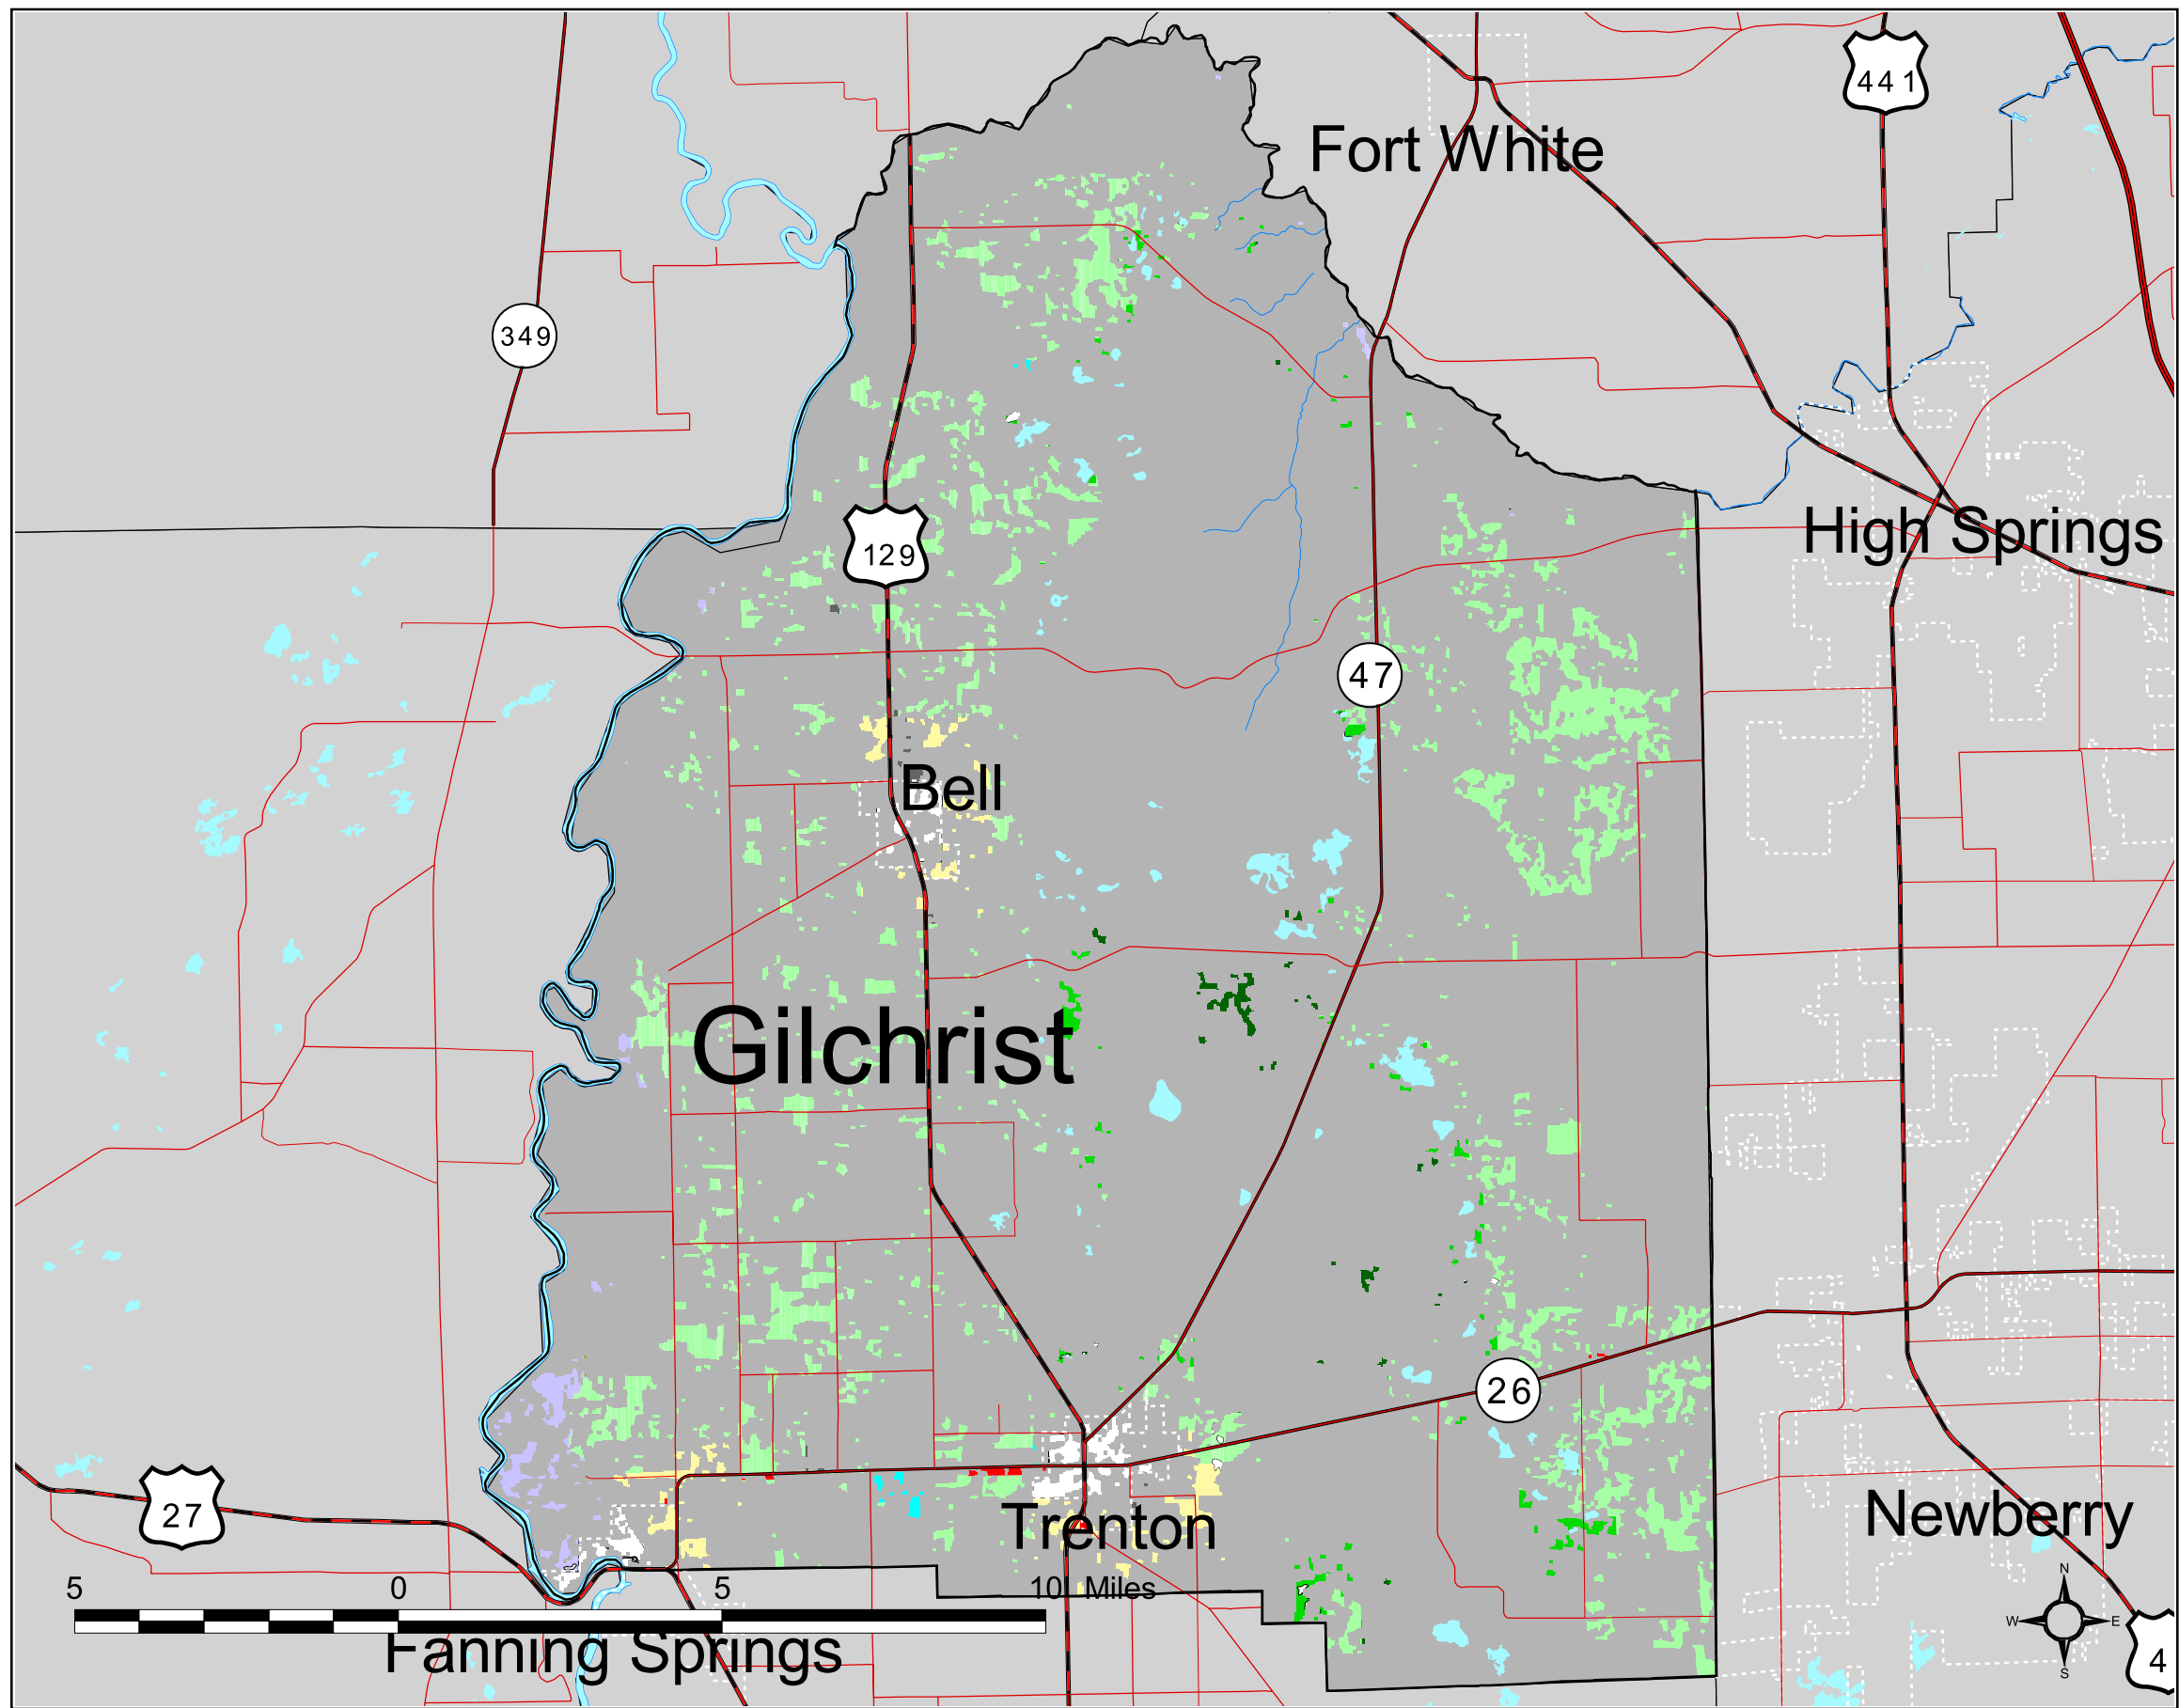 441
Fort White
349
High Springs
129
47
Bell
Gilchrist
26
27
Trenton
Newberry
5 0 5 10 Miles
N
W E
S
Fanning Springs
4